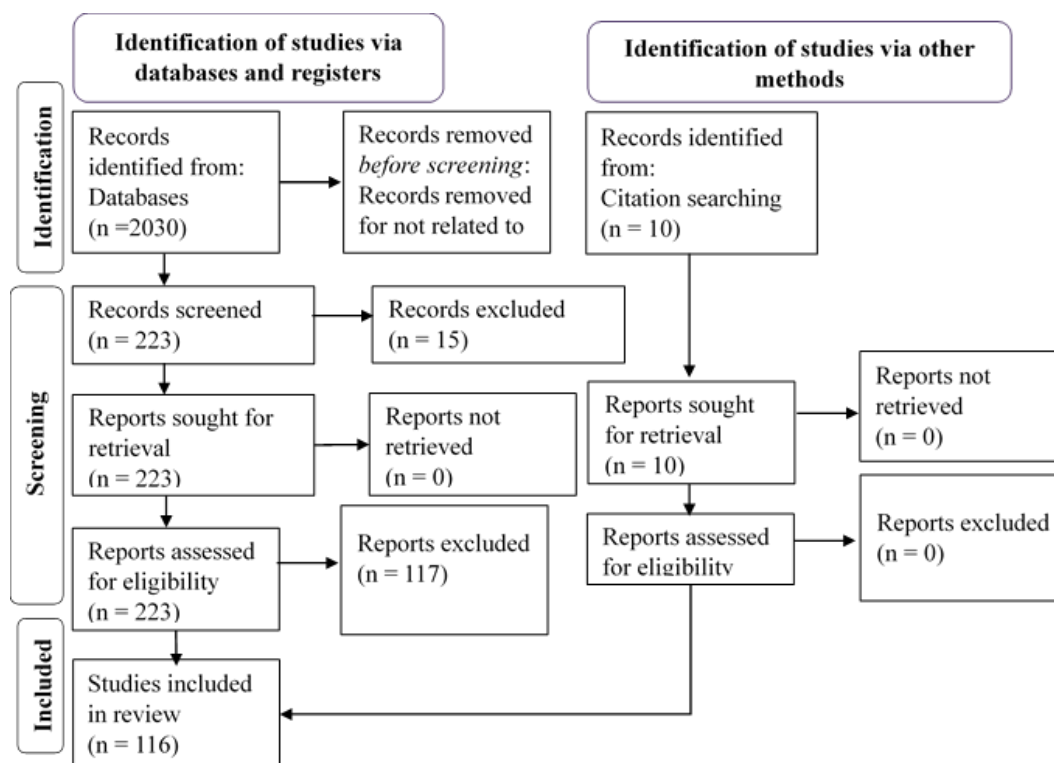 Identification of studies via
databases and registers
Identification of studies via other
methods
Identification
Records
identified from:
Databases
(n =2030)
Records removed
before screening:
Records removed
for not related to
Records identified
from:
Citation searching
(n = 10)
Screening
Records screened
(n = 223)
Records excluded
(n = 15)
Reports sought for
retrieval
(n = 223)
Reports not
retrieved
(n = 0)
Reports sought
for retrieval
(n = 10)
Reports not
retrieved
(n = 0)
Reports assessed
for eligibility
(n = 223)
Reports excluded
(n = 117)
Reports assessed
for eligibility
Reports excluded
(n = 0)
Included
Studies included
in review
(n = 116)